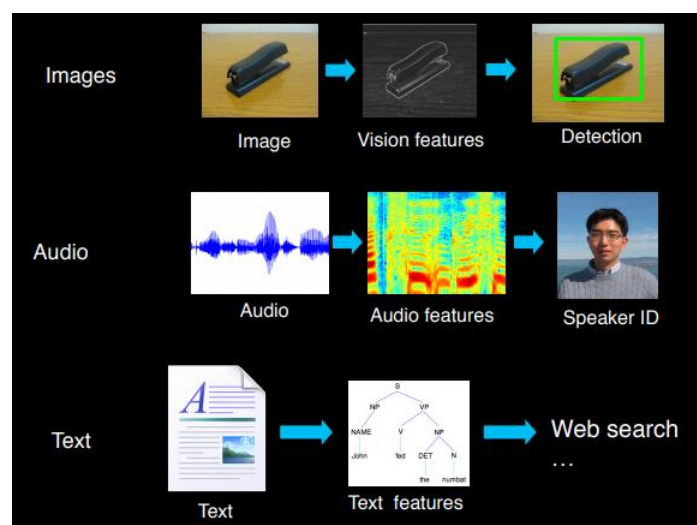 Images
Image
Vision features
Detection
Audio
Audio
Audio features
Speaker ID
Text
A
Text
S
NP VP
NAME V NP
John fed DET N
the numbat
Text features
Web search
…